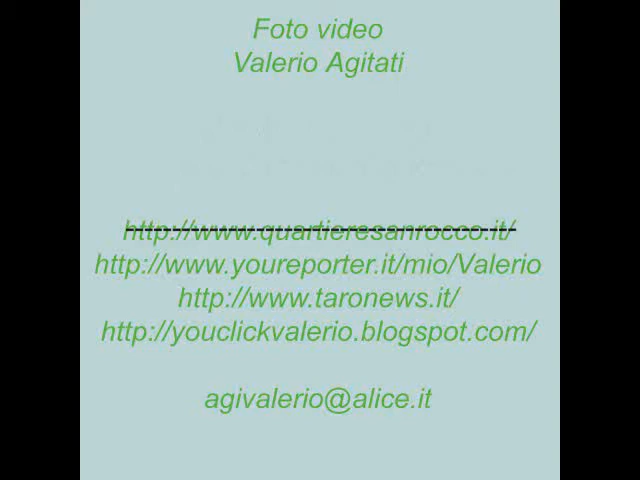 Foto video
Valerio Agitati
http://www.quartieresanrocco.it/
http://www.youreporter.it/mio/Valerio
http://www.taronews.it/
http://youclickvalerio.blogspot.com/
agivalerio@alice.it